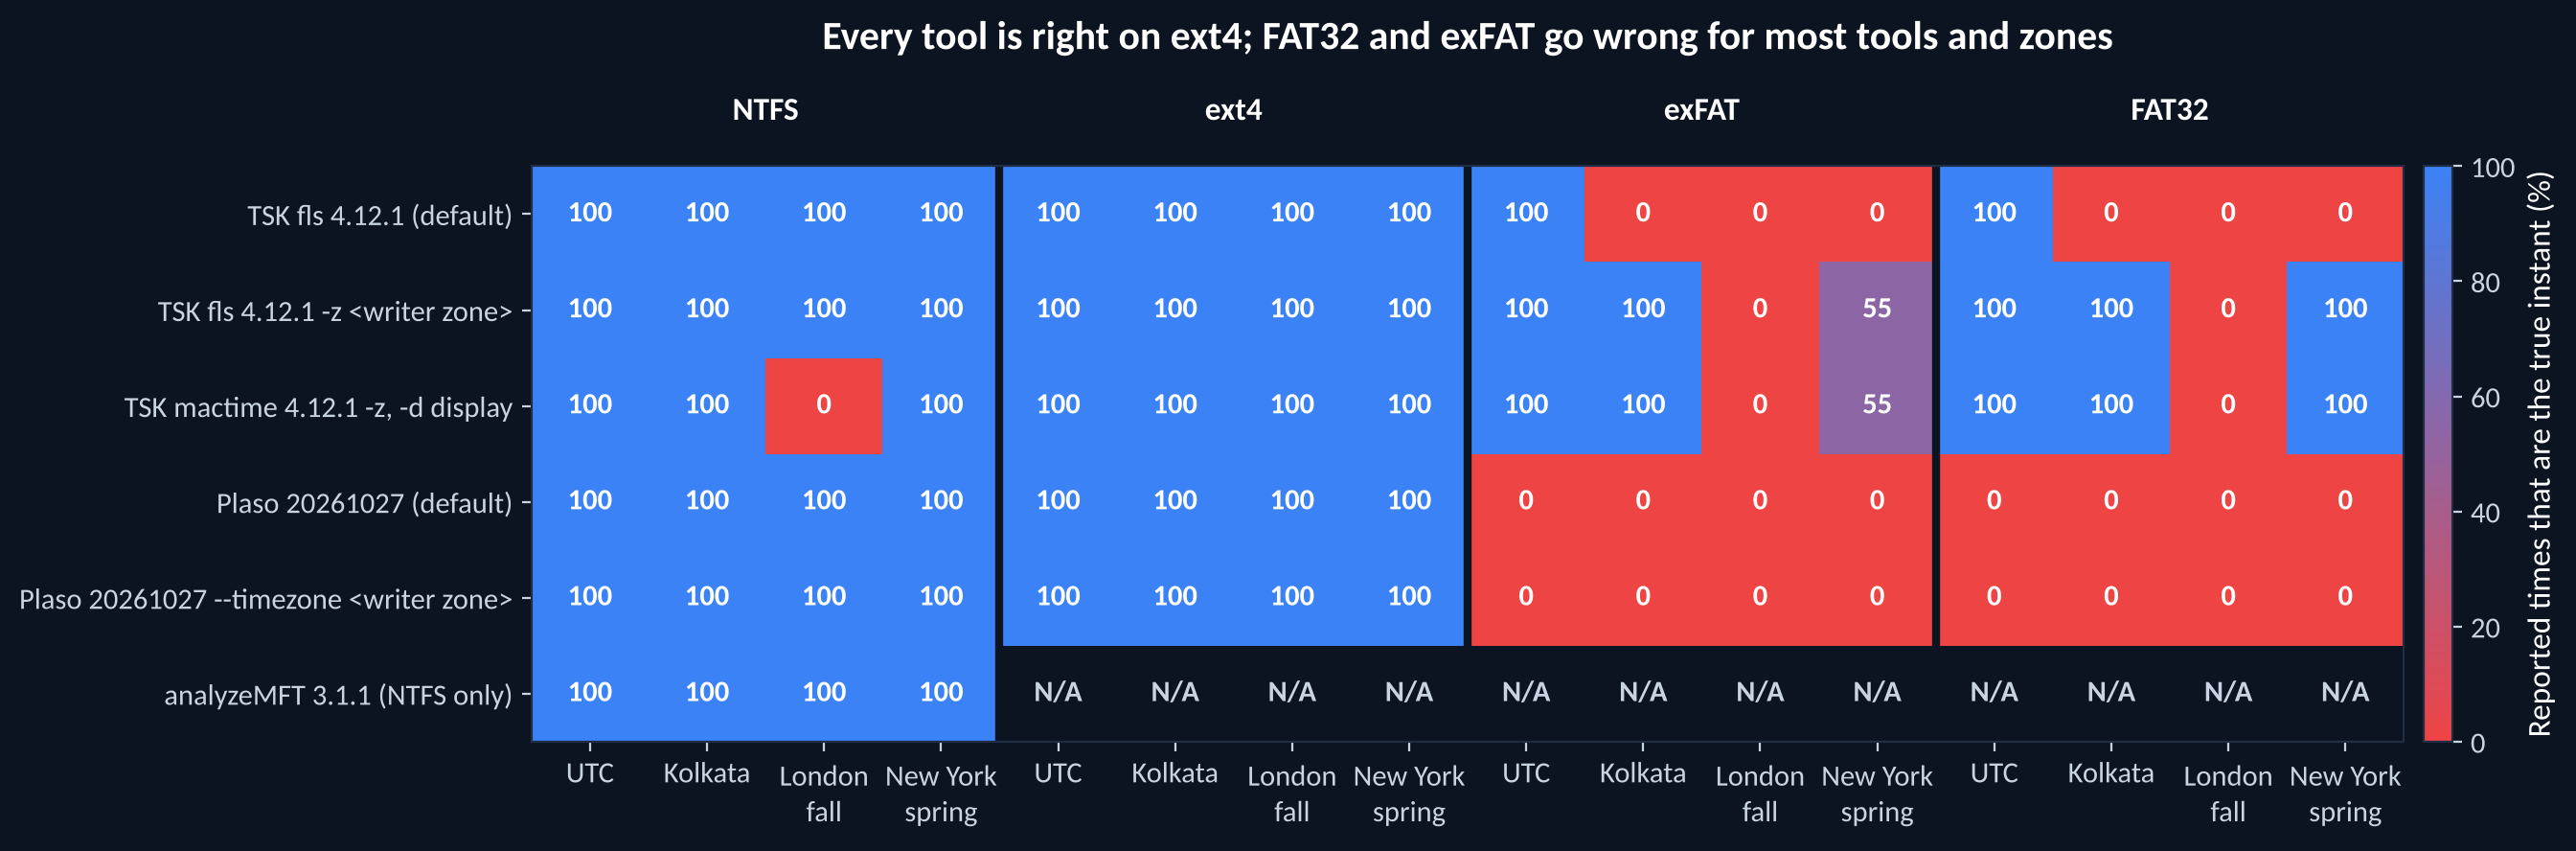 Every tool is right on ext4; FAT32 and exFAT go wrong for most tools and zones
NTFS ext4 exFAT FAT32
TSK fls 4.12.1 (default) 100 100 100 100 100 100 100 100 100 0 0 0 100 0 0 0
TSK fls 4.12.1 -z <writer zone> 100 100 100 100 100 100 100 100 100 100 0 55 100 100 0 100
TSK mactime 4.12.1 -z, -d display 100 100 0 100 100 100 100 100 100 100 0 55 100 100 0 100
Plaso 20261027 (default) 100 100 100 100 100 100 100 100 0 0 0 0 0 0 0 0
Plaso 20261027 --timezone <writer zone> 100 100 100 100 100 100 100 100 0 0 0 0 0 0 0 0
analyzeMFT 3.1.1 (NTFS only) 100 100 100 100 N/A N/A N/A N/A N/A N/A N/A N/A N/A N/A N/A N/A
UTC Kolkata London fall New York spring UTC Kolkata London fall New York spring UTC Kolkata London fall New York spring UTC Kolkata London fall New York spring
100
80
60
40
20
0
Reported times that are the true instant (%)